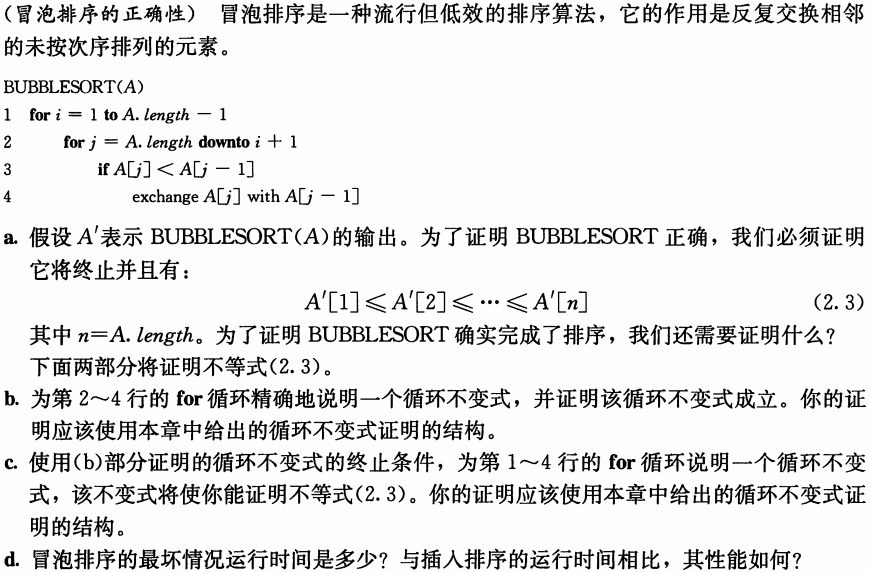 (冒泡排序的正确性) 冒泡排序是一种流行但低效的排序算法，它的作用是反复交换相邻
的未按次序排列的元素。
BUBBLESORT(A)
1 for i = 1 to A. length − 1
2 for j = A. length downto i + 1
3 if A[j] < A[j − 1]
4 exchange A[j] with A[j − 1]
a. 假设 A′表示 BUBBLESORT(A)的输出。为了证明 BUBBLESORT 正确，我们必须证明
它将终止并且有：
A′[1]≤A′[2]≤⋯≤A′[n] (2.3)
其中 n=A. length。为了证明 BUBBLESORT 确实完成了排序，我们还需要证明什么？
下面两部分将证明不等式(2.3)。
b. 为第 2～4 行的 for 循环精确地说明一个循环不变式，并证明该循环不变式成立。你的证
明应该使用本章中给出的循环不变式证明的结构。
c. 使用(b)部分证明的循环不变式的终止条件，为第 1～4 行的 for 循环说明一个循环不变
式，该不变式将使你能证明不等式(2.3)。你的证明应该使用本章中给出的循环不变式证
明的结构。
d. 冒泡排序的最坏情况运行时间是多少？与插入排序的运行时间相比，其性能如何？